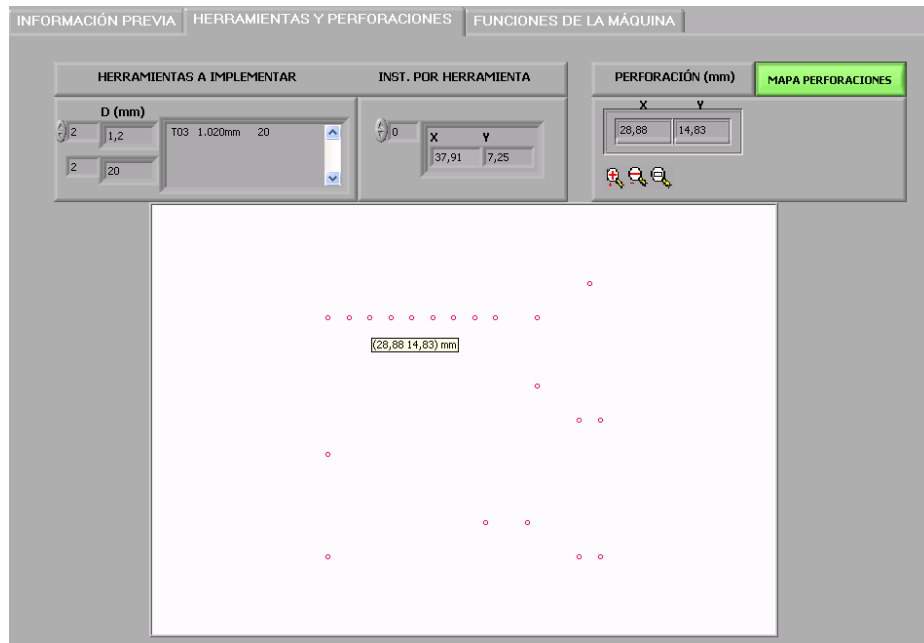 INFORMACIÓN PREVIA HERRAMIENTAS Y PERFORACIONES FUNCIONES DE LA MÁQUINA
HERRAMIENTAS A IMPLEMENTAR INST. POR HERRAMIENTA PERFORACIÓN (mm) MAPA PERFORACIONES
D (mm)
2 1,2
2 20
T03 1.020mm 20
0
X Y
37,91 7,25
X Y
28,88 14,83
(28,88 14,83) mm